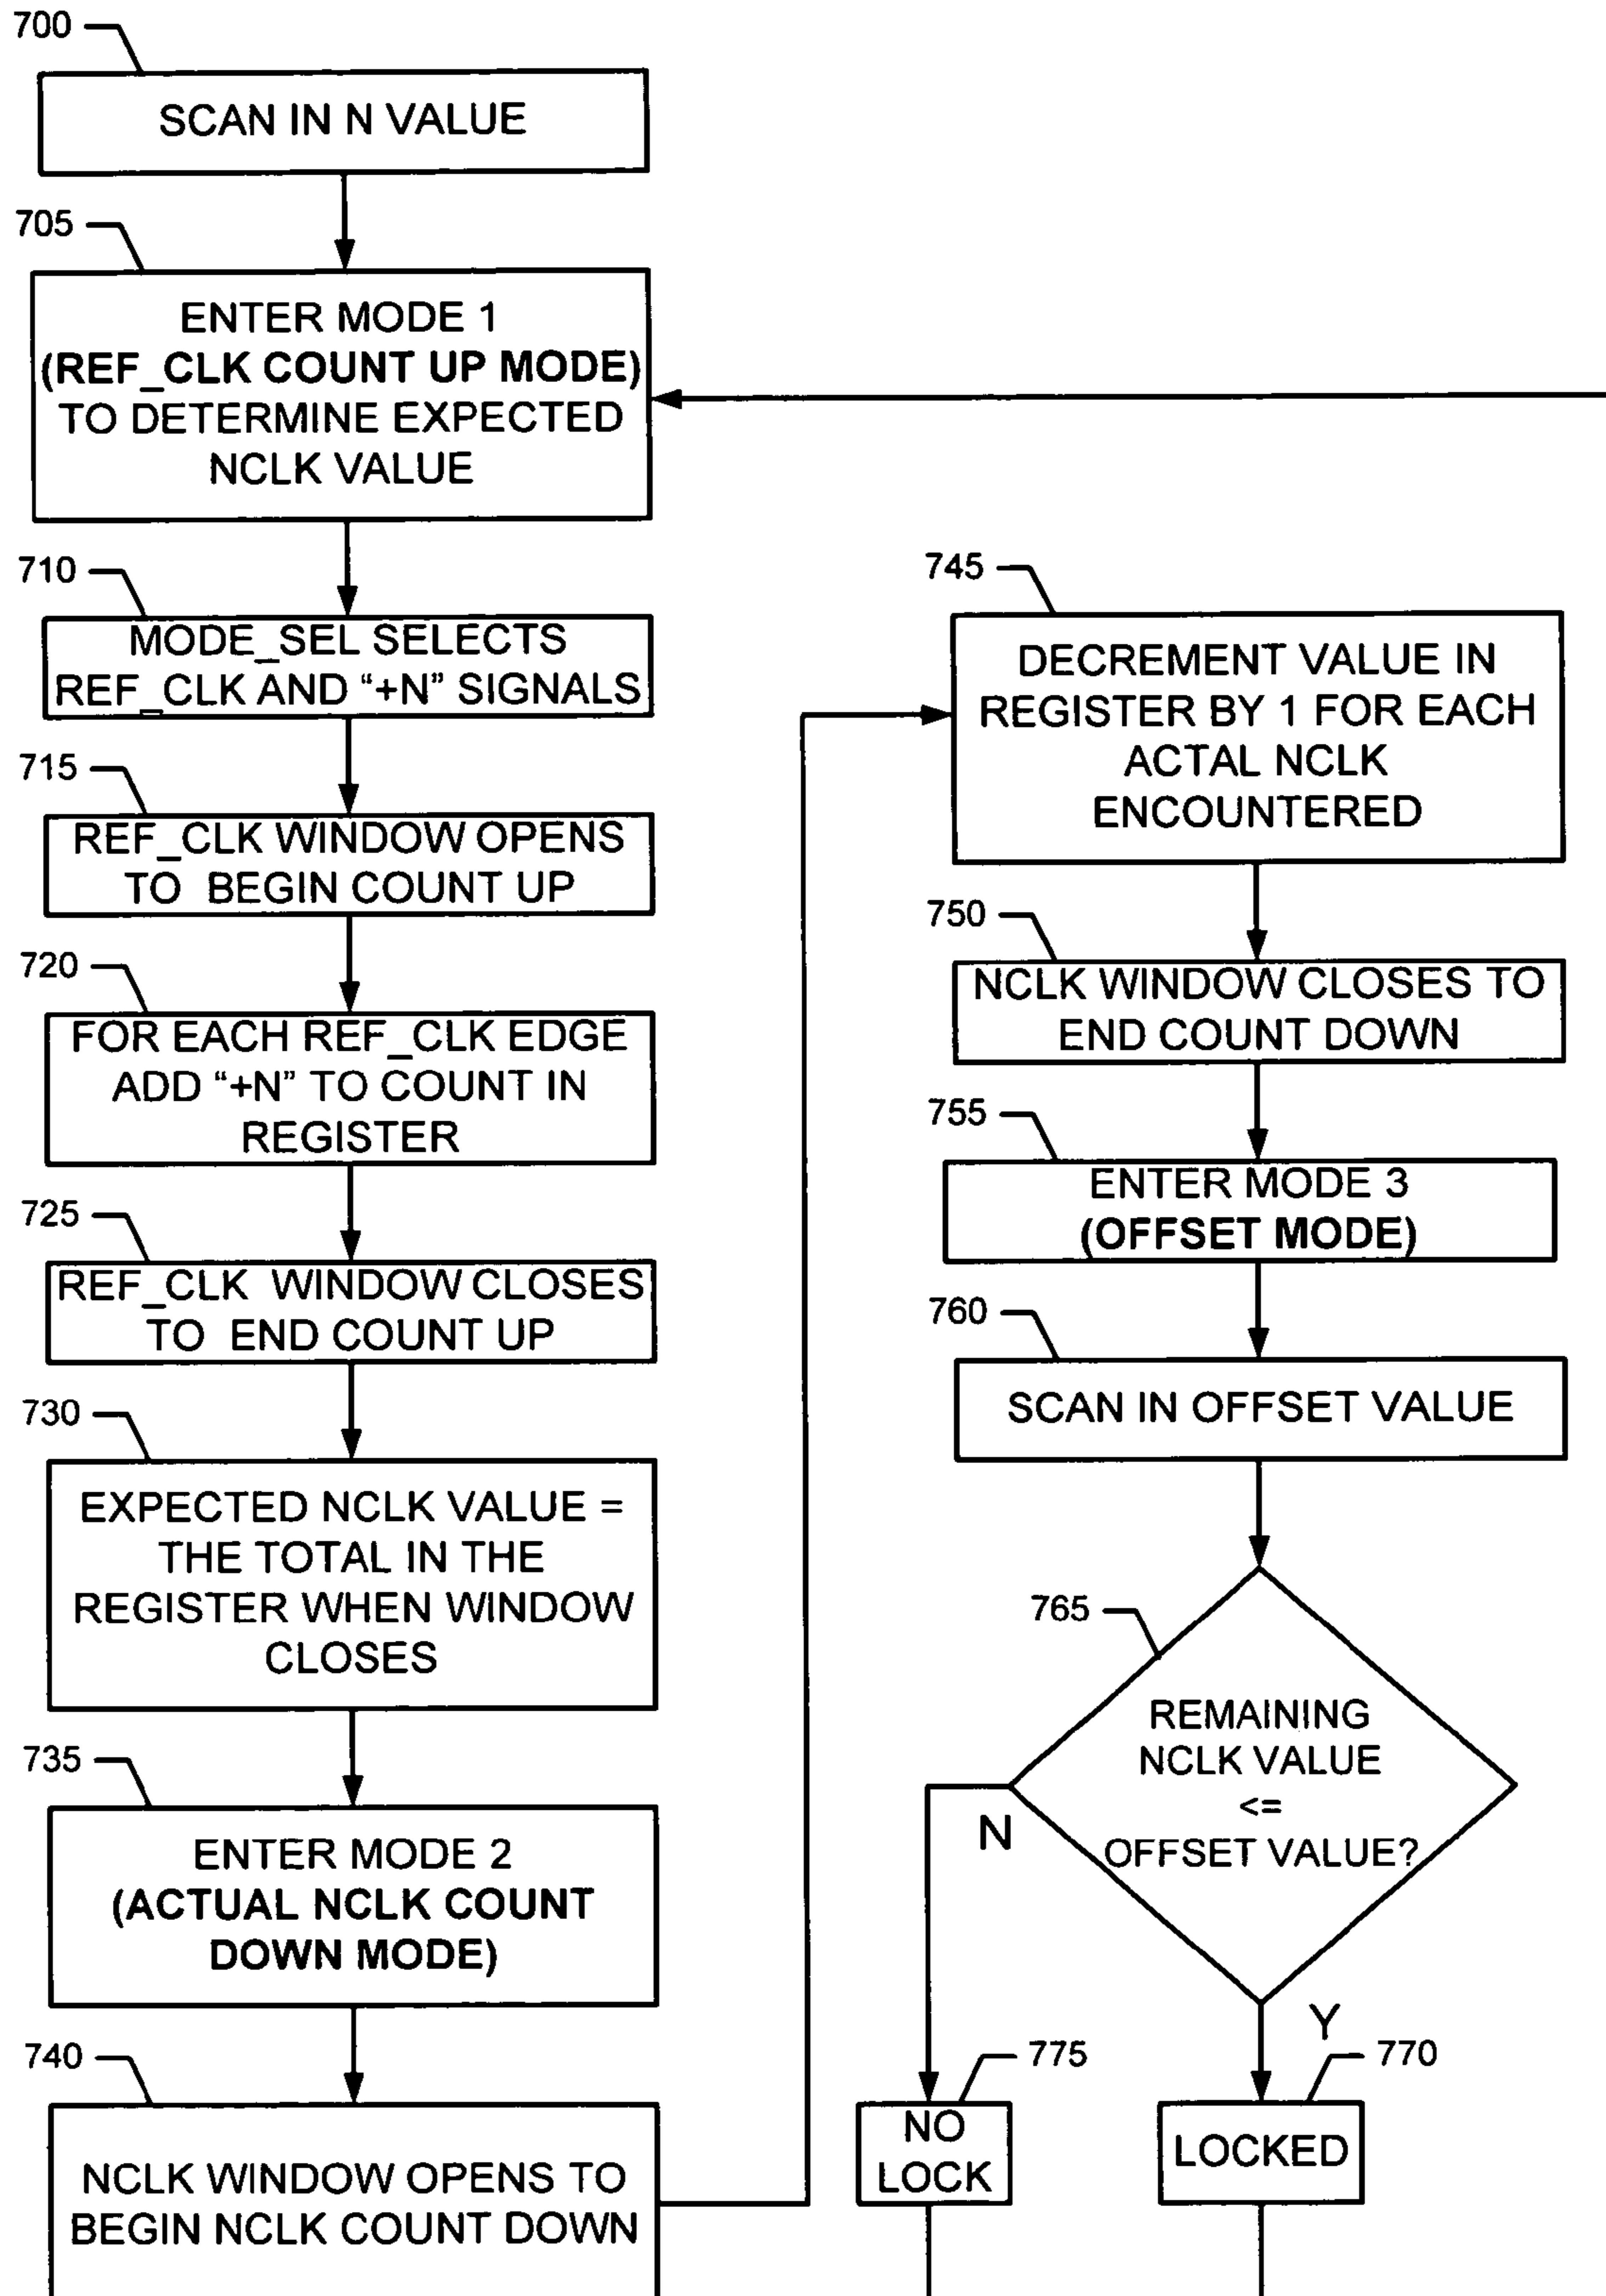 700
SCAN IN N VALUE
705
ENTER MODE 1
(REF_CLK COUNT UP MODE)
TO DETERMINE EXPECTED
NCLK VALUE
710
MODE_SEL SELECTS
REF_CLK AND “+N” SIGNALS
715
REF_CLK WINDOW OPENS
TO BEGIN COUNT UP
720
FOR EACH REF_CLK EDGE
ADD “+N” TO COUNT IN
REGISTER
725
REF_CLK WINDOW CLOSES
TO END COUNT UP
730
EXPECTED NCLK VALUE =
THE TOTAL IN THE
REGISTER WHEN WINDOW
CLOSES
735
ENTER MODE 2
(ACTUAL NCLK COUNT
DOWN MODE)
740
NCLK WINDOW OPENS TO
BEGIN NCLK COUNT DOWN
745
DECREMENT VALUE IN
REGISTER BY 1 FOR EACH
ACTAL NCLK
ENCOUNTERED
750
NCLK WINDOW CLOSES TO
END COUNT DOWN
755
ENTER MODE 3
(OFFSET MODE)
760
SCAN IN OFFSET VALUE
765
REMAINING
NCLK VALUE
<=
OFFSET VALUE?
N
Y
775
NO
LOCK
770
LOCKED